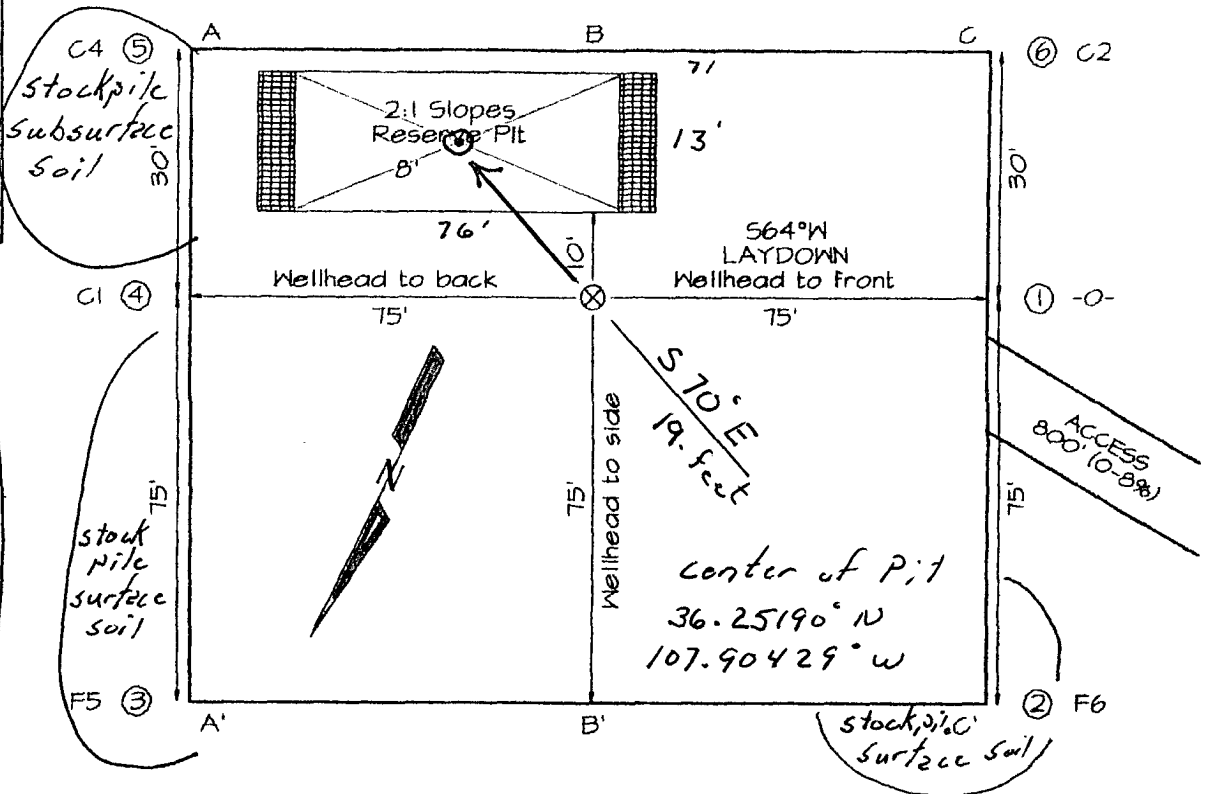 A
B
C
C4 ⑤
⑥ C2
stockpile
subsurface
soil
30'
71
2:1 Slopes
Reserve Pit
8'
13'
30'
76'
10'
S64°W
LAYDOWN
Wellhead to back
Wellhead to front
C1 ④
① -0-
75'
75'
S 70° E
19. feet
N
Wellhead to side
75'
75'
75'
ACCESS
800' (0-8%)
stock
pile
surface
soil
center of Pit
36.25190° N
107.90429° W
F5 ③
② F6
A'
B'
C'
stockpile
surface soil